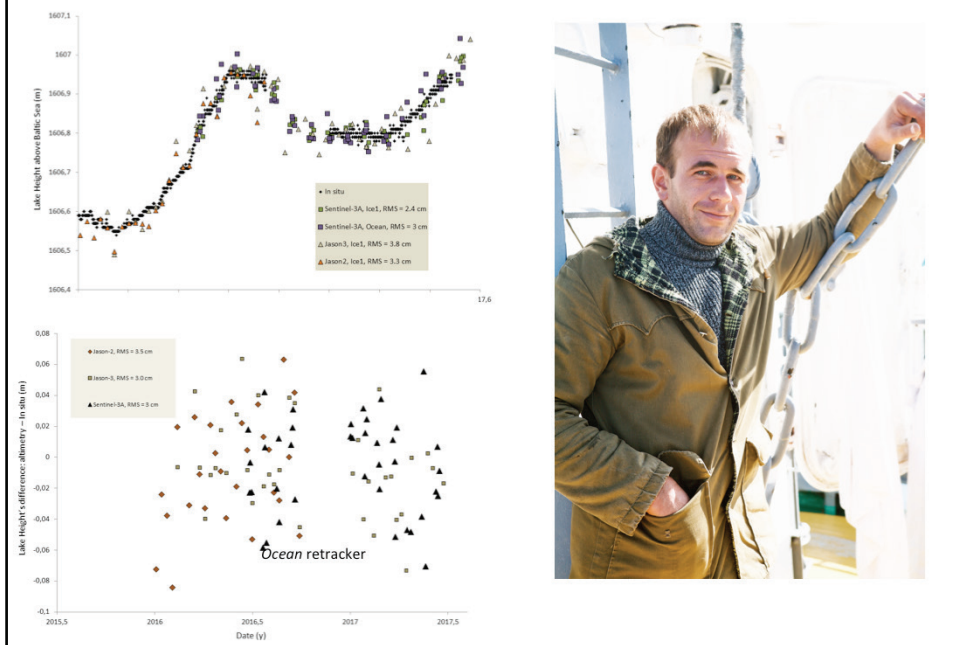 1607,1
1607
1606,9
1606,8
1606,7
1606,6
1606,5
1606,4
Lake Height above Baltic Sea (m)
In situ
Sentinel-3A, Ice1, RMS = 2.4 cm
Sentinel-3A, Ocean, RMS = 3 cm
Jason3, Ice1, RMS = 3.8 cm
Jason2, Ice1, RMS = 3.3 cm
17,6
0,08
0,06
0,04
0,02
0
-0,02
-0,04
-0,06
-0,08
-0,1
Lake Height's difference: altimetry – In situ (m)
Jason-2, RMS = 3.5 cm
Jason-3, RMS = 3.0 cm
Sentinel-3A, RMS = 3 cm
Ocean retracker
2015,5
2016
2016,5
2017
2017,5
Date (y)